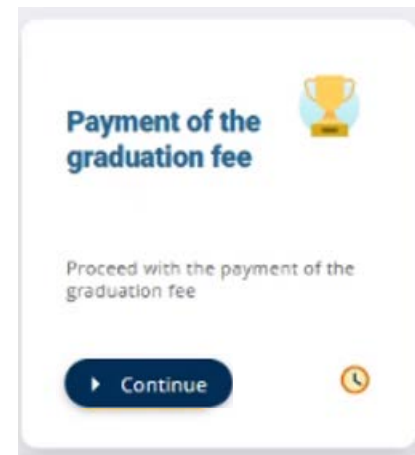 Payment of the
graduation fee
Proceed with the payment of the
graduation fee
Continue